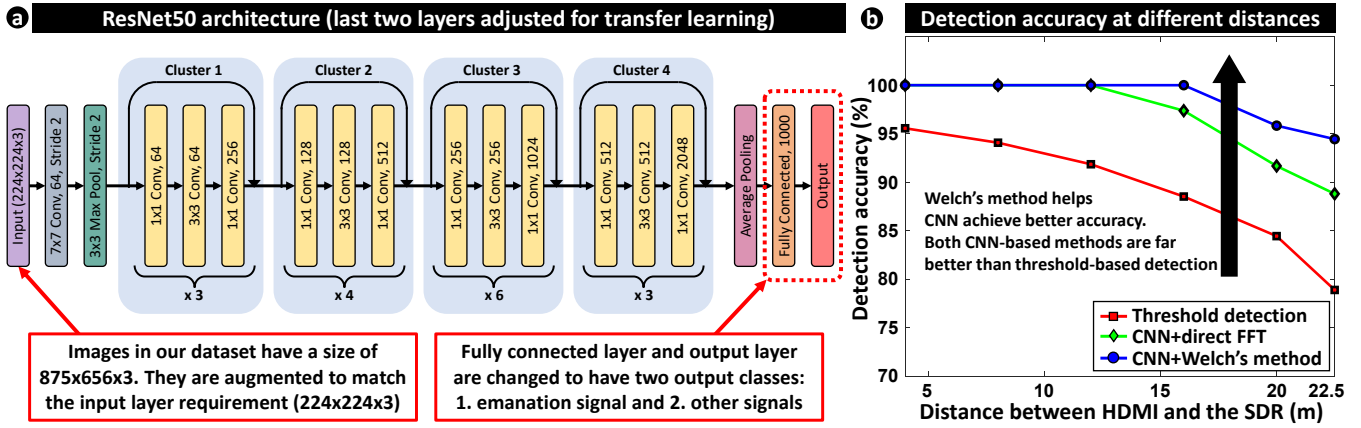 a
ResNet50 architecture (last two layers adjusted for transfer learning)
Input (224x224x3)
7x7 Conv, 64, Stride 2
3x3 Max Pool, Stride 2
Cluster 1
1x1 Conv, 64
3x3 Conv, 64
1x1 Conv, 256
x 3
Cluster 2
1x1 Conv, 128
3x3 Conv, 128
1x1 Conv, 512
x 4
Cluster 3
1x1 Conv, 256
3x3 Conv, 256
1x1 Conv, 1024
x 6
Cluster 4
1x1 Conv, 512
3x3 Conv, 512
1x1 Conv, 2048
x 3
Average Pooling
Fully Connected, 1000
Output
Images in our dataset have a size of
875x656x3. They are augmented to match
the input layer requirement (224x224x3)
Fully connected layer and output layer
are changed to have two output classes:
1. emanation signal and 2. other signals
b
Detection accuracy at different distances
Detection accuracy (%)
100
95
90
85
80
75
70
Welch's method helps
CNN achieve better accuracy.
Both CNN-based methods are far
better than threshold-based detection
Threshold detection
CNN+direct FFT
CNN+Welch's method
5
10
15
20
22.5
Distance between HDMI and the SDR (m)